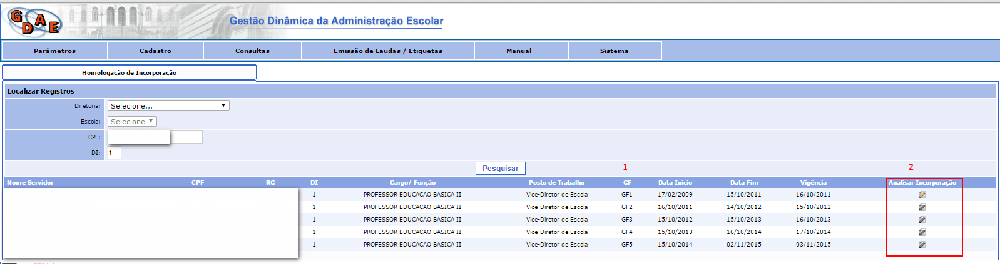 GDAE
Gestão Dinâmica da Administração Escolar
Parâmetros Cadastro Consultas Emissão de Laudas / Etiquetas Manual Sistema
Homologação de Incorporação
Localizar Registros
Diretoria: Selecione...
Escola: Selecione
CPF:
DI: 1
Pesquisar 1 2
Nome Servidor CPF RG DI Cargo/ Função Posto de Trabalho GF Data Inicio Data Fim Vigência Analisar Incorporação
1 PROFESSOR EDUCACAO BASICA II Vice-Diretor de Escola GF1 17/02/2009 15/10/2011 16/10/2011
1 PROFESSOR EDUCACAO BASICA II Vice-Diretor de Escola GF2 16/10/2011 14/10/2012 15/10/2012
1 PROFESSOR EDUCACAO BASICA II Vice-Diretor de Escola GF3 15/10/2012 15/10/2013 16/10/2013
1 PROFESSOR EDUCACAO BASICA II Vice-Diretor de Escola GF4 15/10/2013 16/10/2014 17/10/2014
1 PROFESSOR EDUCACAO BASICA II Vice-Diretor de Escola GF5 15/10/2014 02/11/2015 03/11/2015